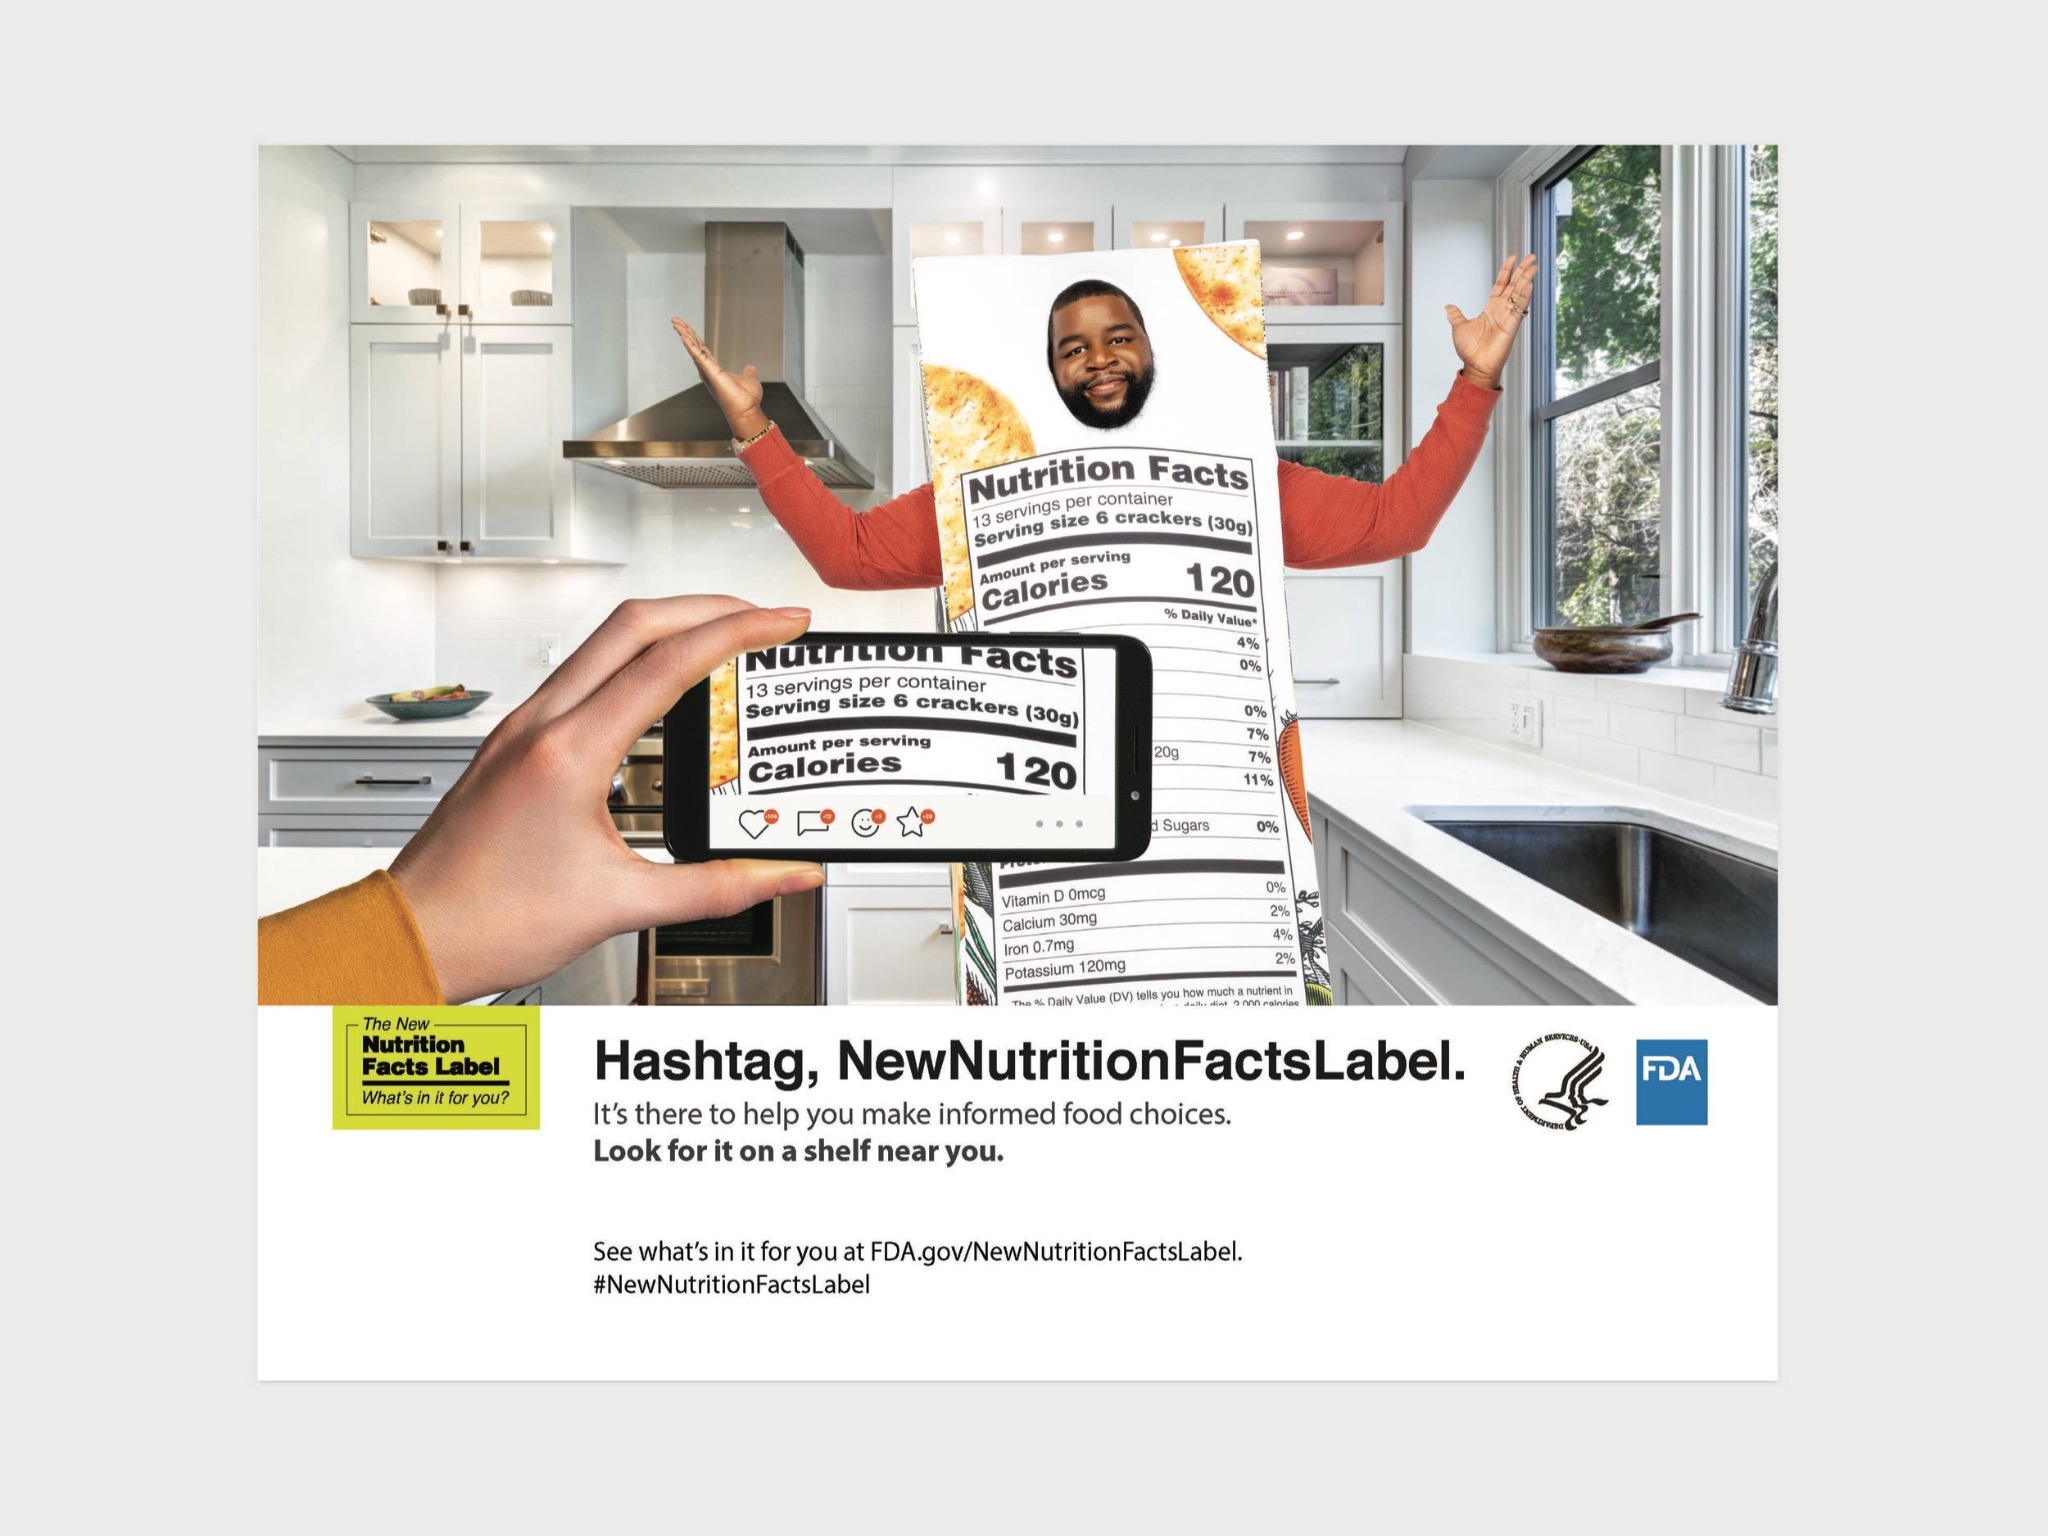 Nutrition Facts
13 servings per container
Serving size 6 crackers (30g)
Amount per serving
Calories 120
% Daily Value*
4%
0%
0%
7%
20g 7%
11%
d Sugars 0%
Vitamin D 0mcg 0%
Calcium 30mg 2%
Iron 0.7mg 4%
Potassium 120mg 2%
The % Daily Value (DV) tells you how much a nutrient in
2,000 calories
Nutrition Facts
13 servings per container
Serving size 6 crackers (30g)
Amount per serving
Calories 120
The New
Nutrition
Facts Label
What's in it for you?
Hashtag, NewNutritionFactsLabel.
It's there to help you make informed food choices.
Look for it on a shelf near you.
See what's in it for you at FDA.gov/NewNutritionFactsLabel.
#NewNutritionFactsLabel
DEPARTMENT OF HEALTH & HUMAN SERVICES·USA
FDA